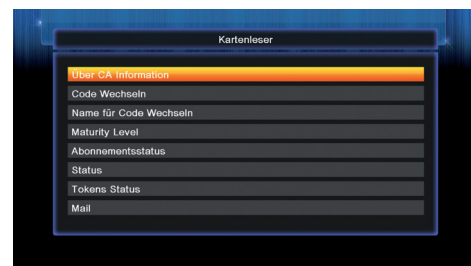 Kartenleser
Über CA Information
Code Wechseln
Name für Code Wechseln
Maturity Level
Abonnementsstatus
Status
Tokens Status
Mail